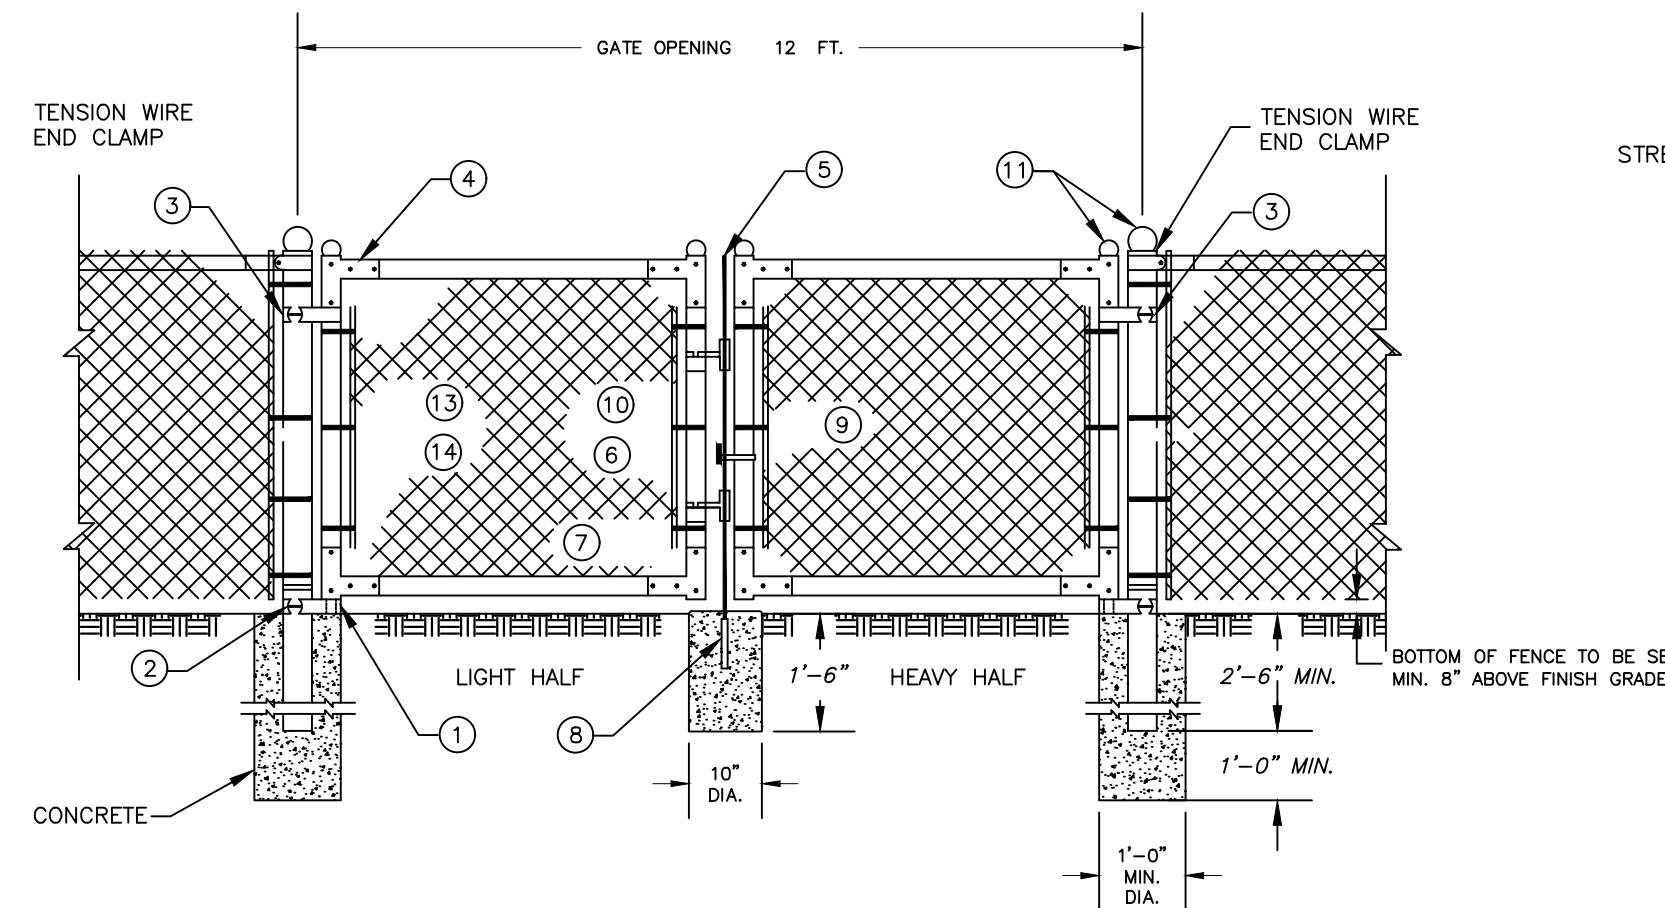 GATE OPENING 12 FT.
TENSION WIRE
END CLAMP
TENSION WIRE
END CLAMP
3
4
5
11
3
13
14
10
6
7
9
2
1
8
LIGHT HALF
HEAVY HALF
1'-6"
2'-6" MIN.
1'-0" MIN.
BOTTOM OF FENCE TO BE
MIN. 8" ABOVE FINISH GRADE
10"
DIA.
CONCRETE
1'-0"
MIN.
DIA.